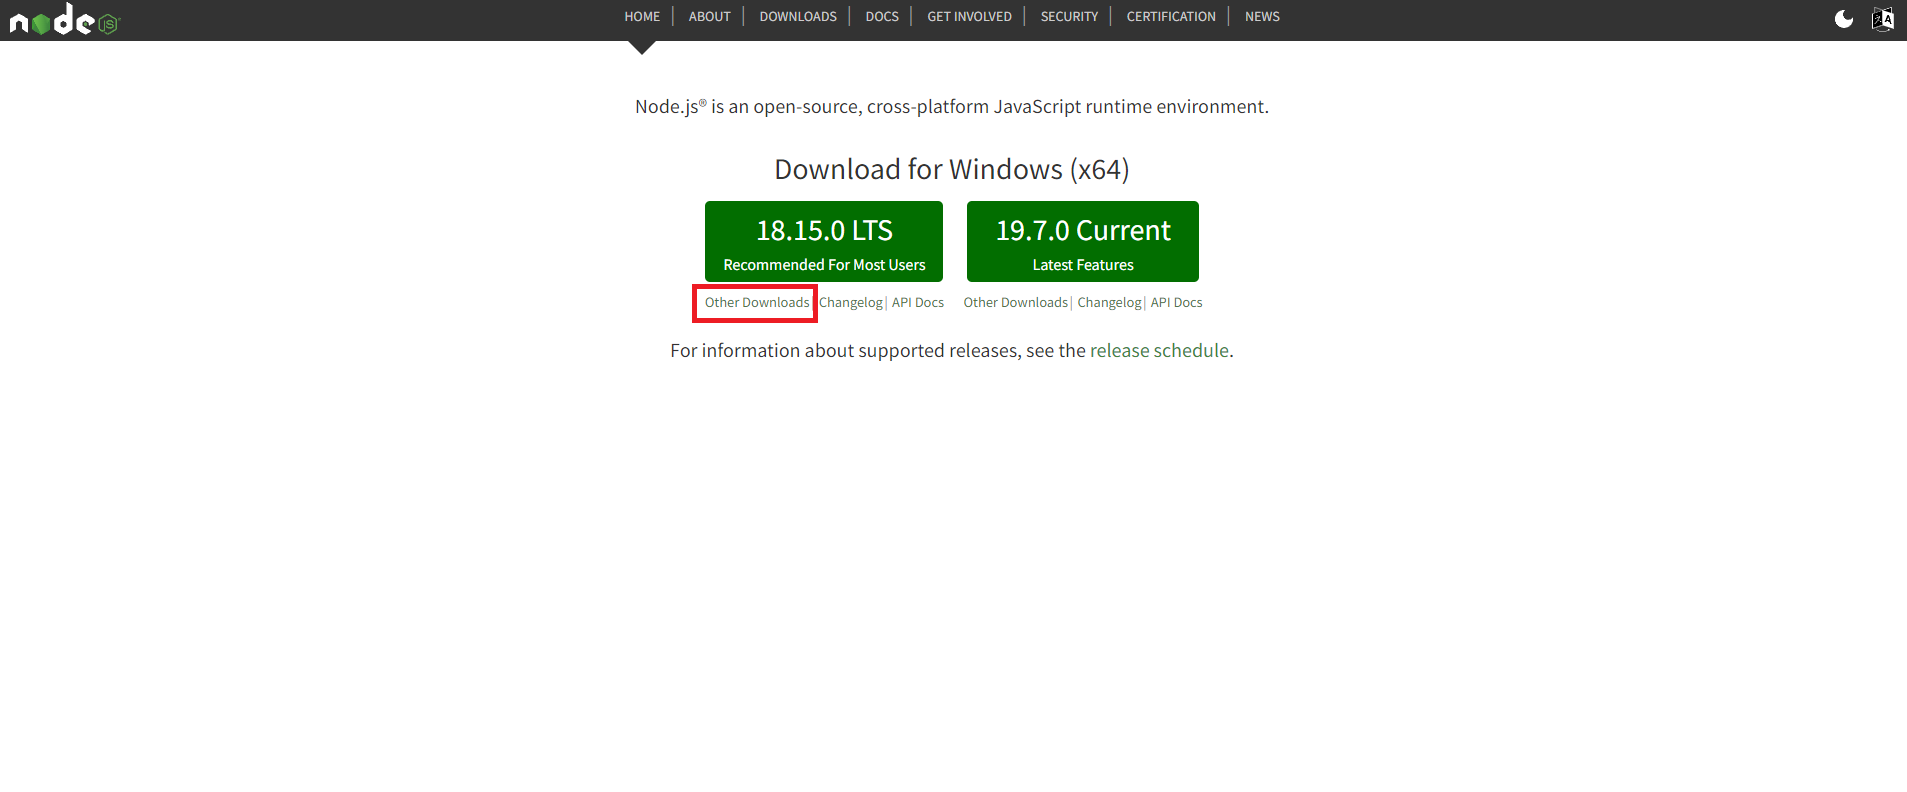 node JS
HOME | ABOUT | DOWNLOADS | DOCS | GET INVOLVED | SECURITY | CERTIFICATION | NEWS
Node.js® is an open-source, cross-platform JavaScript runtime environment.
Download for Windows (x64)
18.15.0 LTS
Recommended For Most Users
19.7.0 Current
Latest Features
Other Downloads | Changelog | API Docs
Other Downloads | Changelog | API Docs
For information about supported releases, see the release schedule.